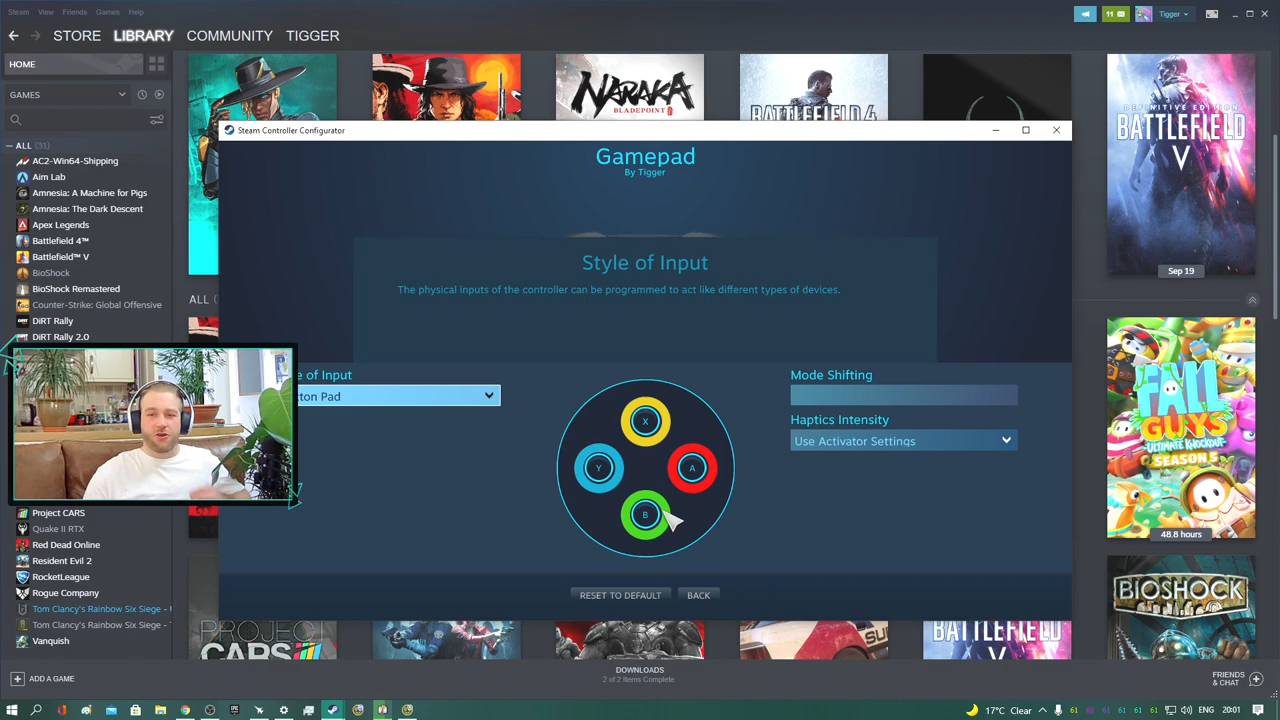 Steam View Friends Games Help
11
Tigger
STORE LIBRARY COMMUNITY TIGGER
HOME
GAMES
ALL (31)
AC2-Win64-Shipping
Aim Lab
Amnesia: A Machine for Pigs
Amnesia: The Dark Descent
Apex Legends
Battlefield 4™
Battlefield™ V
BioShock
BioShock Remastered
Counter-Strike: Global Offensive
DiRT Rally
DiRT Rally 2.0
Project CARS
Quake II RTX
Red Dead Online
Resident Evil 2
RocketLeague
Rogue Company
Tom Clancy's Rainbow Six Siege -
Tom Clancy's Rainbow Six Siege -
Vanquish
ADD A GAME
NARAKA
BLADEPOINT
BATTLEFIELD 4
DEFINITIVE EDITION
BATTLEFIELD
V
Sep 19
ALL (
Steam Controller Configurator
Gamepad
By Tigger
Style of Input
The physical inputs of the controller can be programmed to act like different types of devices.
e of Input
ton Pad
X
Y
A
B
Mode Shifting
Haptics Intensity
Use Activator Settings
RESET TO DEFAULT BACK
FALL
GUYS
ULTIMATE KNOCKOUT
SEASON 5
48.8 hours
BIOSHOCK
PROJECT
CARS
BATTLEFIELD
DOWNLOADS
2 of 2 Items Complete
FRIENDS
& CHAT
17°C Clear
61 61 61 61 61
ENG
20:01